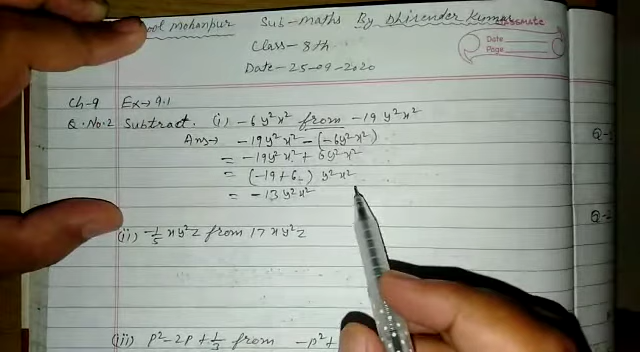 ool Mohanpur Sub-Maths By Dhirender Kumar
classmate
Class-8th
Date
Page
Date-25-09-2020
Ch-9 Ex→9.1
Q.No.2 Subtract. (i) -6y²x² from -19y²x²
Ans→ -19y²x² - (-6y²x²)
= -19y²x² + 6y²x²
= (-19+6) y²x²
= -13y²x²
(ii) -1/5 xy²z from 17xy²z
(iii) p²-2p+1/3 from -p²+